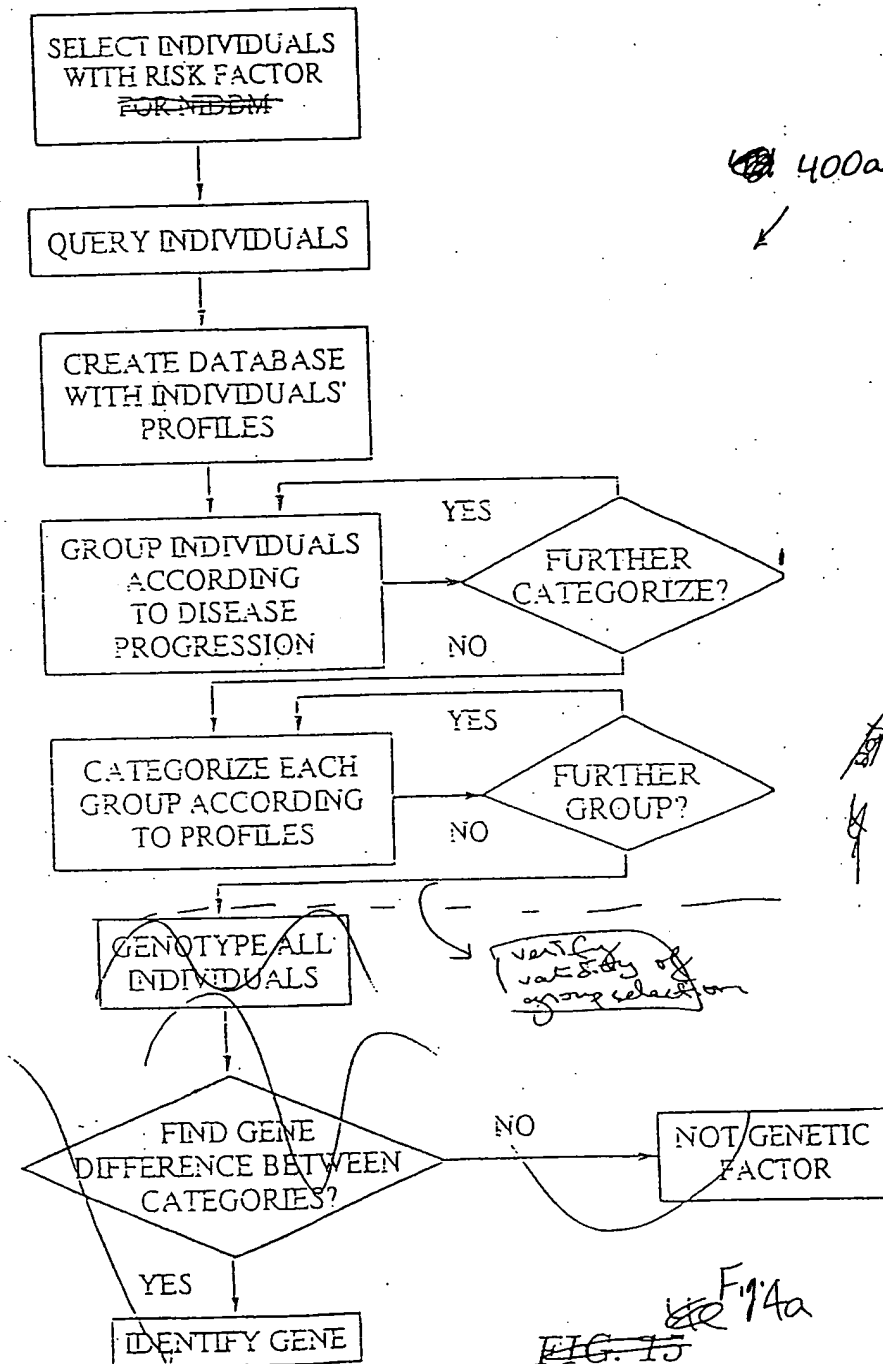 SELECT INDIVIDUALS
WITH RISK FACTOR
FOR NIDDM
400a
QUERY INDIVIDUALS
CREATE DATABASE
WITH INDIVIDUALS'
PROFILES
YES
GROUP INDIVIDUALS
ACCORDING
TO DISEASE
PROGRESSION
FURTHER
CATEGORIZE?
NO
YES
CATEGORIZE EACH
GROUP ACCORDING
TO PROFILES
FURTHER
GROUP?
NO
GENOTYPE ALL
INDIVIDUALS
verify
validity of
group selection
FIND GENE
DIFFERENCE BETWEEN
CATEGORIES?
NO
NOT GENETIC
FACTOR
YES
IDENTIFY GENE
Fig. 4a
FIG. 15